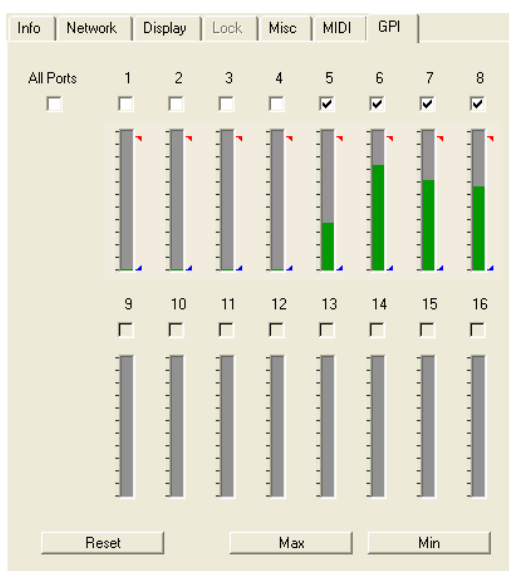 Info Network Display Lock Misc MIDI GPI
All Ports 1 2 3 4 5 6 7 8
9 10 11 12 13 14 15 16
Reset Max Min